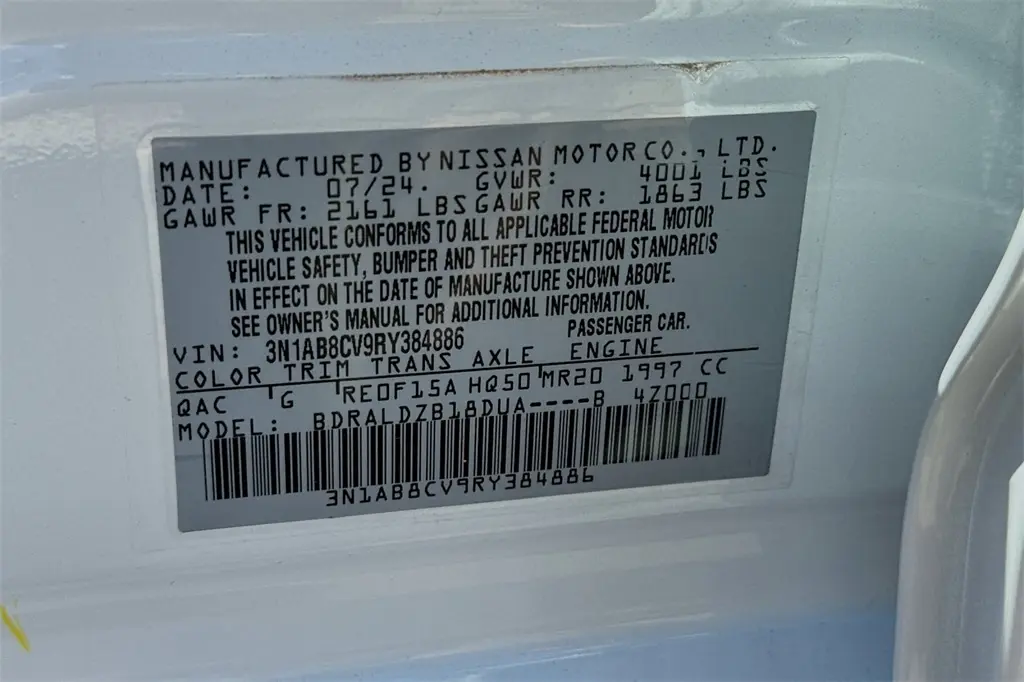 MANUFACTURED BY NISSAN MOTOR CO., LTD.
DATE: 07/24. GVWR: 4001 LBS
GAWR FR: 2161 LBS GAWR RR: 1863 LBS
THIS VEHICLE CONFORMS TO ALL APPLICABLE FEDERAL MOTOR
VEHICLE SAFETY, BUMPER AND THEFT PREVENTION STANDARDS
IN EFFECT ON THE DATE OF MANUFACTURE SHOWN ABOVE.
SEE OWNER'S MANUAL FOR ADDITIONAL INFORMATION.
VIN: 3N1AB8CV9RY384886 PASSENGER CAR.
COLOR TRIM TRANS AXLE ENGINE
QAC G RE0F15A HQ50 MR20 1997 CC
MODEL: BDRALDZB18DUA----B 4Z000
3N1AB8CV9RY384886